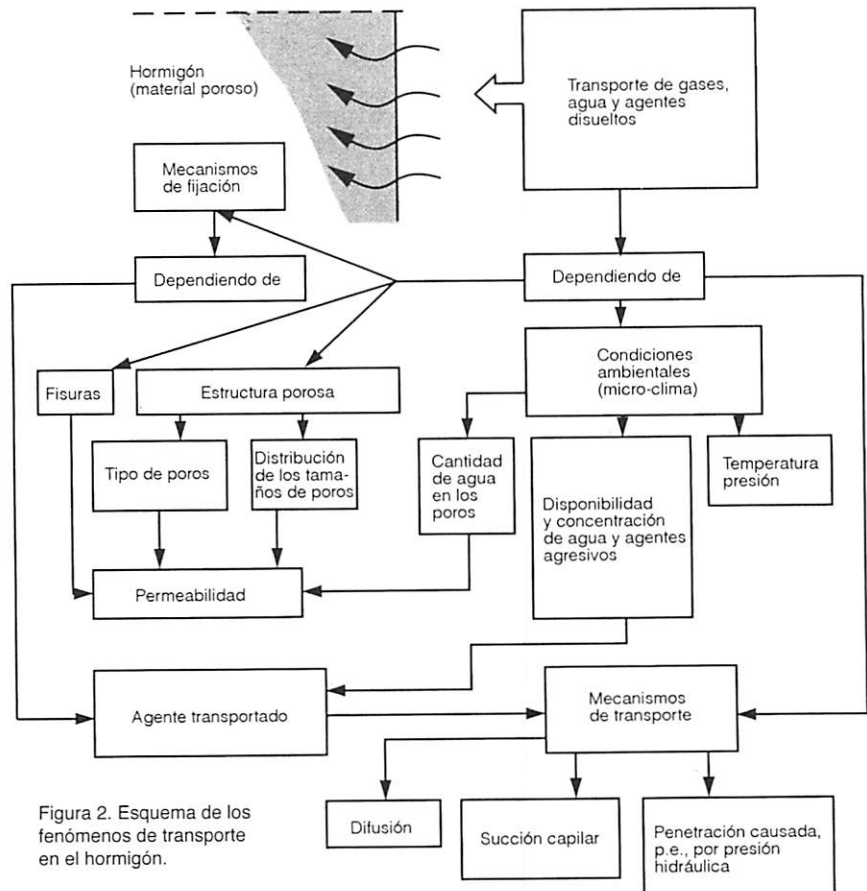 Hormigón
(material poroso)
Transporte de gases,
agua y agentes
disueltos
Mecanismos
de fijación
Dependiendo de
Dependiendo de
Condiciones
ambientales
(micro-clima)
Fisuras
Estructura porosa
Tipo de poros
Distribución
de los tama-
ños de poros
Cantidad
de agua
en los
poros
Disponibilidad
y concentración
de agua y agentes
agresivos
Temperatura
presión
Permeabilidad
Agente transportado
Mecanismos
de transporte
Difusión
Succión capilar
Penetración causada,
p.e., por presión
hidráulica
Figura 2. Esquema de los
fenómenos de transporte
en el hormigón.